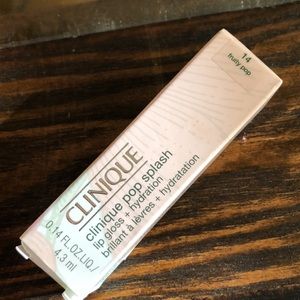 14
fruity pop
CLINIQUE
clinique pop splash
lip gloss + hydration
brillant à lèvres + hydratation
0.14 FL.OZ.LIQ./
4.3 ml